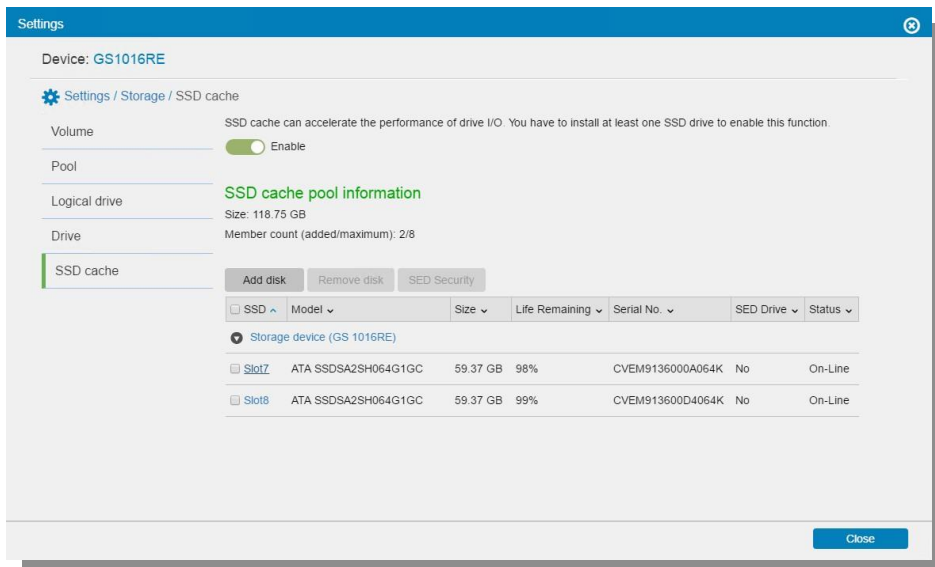 Settings
Device: GS1016RE
Settings / Storage / SSD cache
Volume
Pool
Logical drive
Drive
SSD cache
SSD cache can accelerate the performance of drive I/O. You have to install at least one SSD drive to enable this function.
Enable
SSD cache pool information
Size: 118.75 GB
Member count (added/maximum): 2/8
Add disk Remove disk SED Security
SSD Model Size Life Remaining Serial No. SED Drive Status
Storage device (GS 1016RE)
Slot7 ATA SSDSA2SH064G1GC 59.37 GB 98% CVEM9136000A064K No On-Line
Slot8 ATA SSDSA2SH064G1GC 59.37 GB 99% CVEM913600D4064K No On-Line
Close